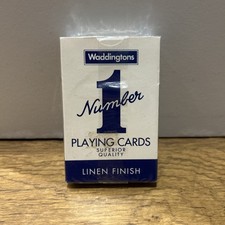 Waddingtons
Number
1
PLAYING CARDS
SUPERIOR
QUALITY
LINEN FINISH